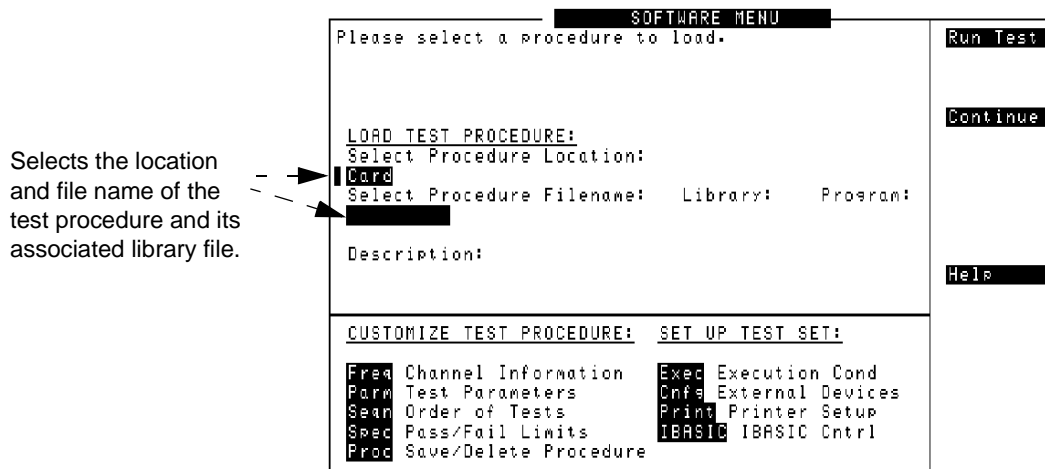 SOFTWARE MENU
Please select a procedure to load.
Run Test
Continue
LOAD TEST PROCEDURE:
Select Procedure Location:
Card
Select Procedure Filename: Library: Program:
Description:
Help
Selects the location
and file name of the
test procedure and its
associated library file.
CUSTOMIZE TEST PROCEDURE: SET UP TEST SET:
Freq Channel Information Exec Execution Cond
Parm Test Parameters Cnfg External Devices
Seqn Order of Tests Print Printer Setup
Spec Pass/Fail Limits IBASIC IBASIC Cntrl
Proc Save/Delete Procedure